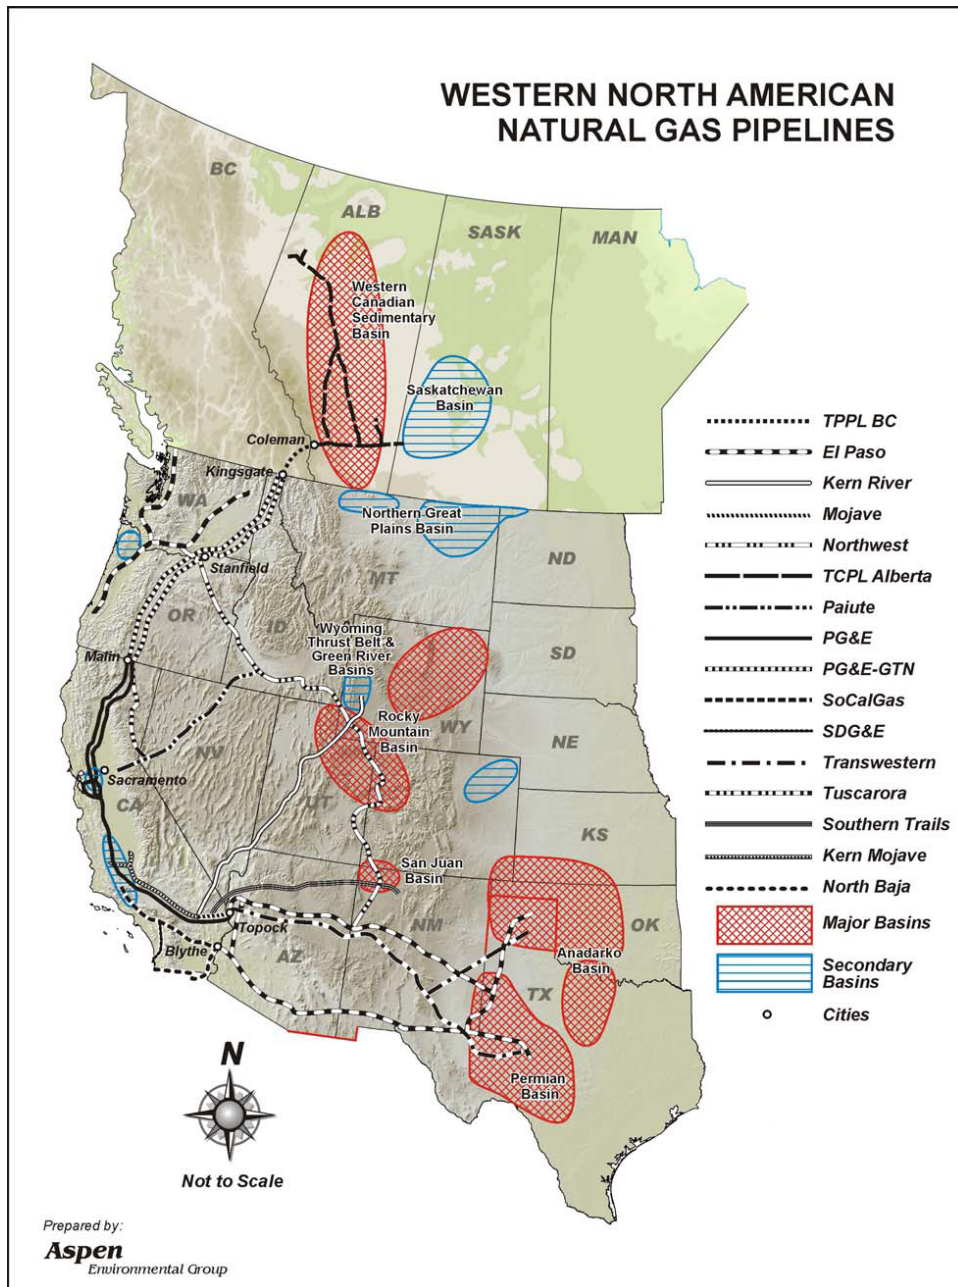 WESTERN NORTH AMERICAN
NATURAL GAS PIPELINES
BC
ALB
SASK
MAN
Western
Canadian
Sedimentary
Basin
Saskatchewan
Basin
Coleman
Kingsgate
WA
Northern Great
Plains Basin
ND
Stanfield
MT
OR
ID
Wyoming
Thrust Belt &
Green River
Basins
SD
Malin
Rocky
Mountain
Basin
WY
NE
NV
Sacramento
CA
UT
KS
San Juan
Basin
Topock
NM
OK
Blythe
AZ
Anadarko
Basin
TX
Permian
Basin
TPPL BC
El Paso
Kern River
Mojave
Northwest
TCPL Alberta
Paiute
PG&E
PG&E-GTN
SoCalGas
SDG&E
Transwestern
Tuscarora
Southern Trails
Kern Mojave
North Baja
Major Basins
Secondary
Basins
Cities
N
Not to Scale
Prepared by:
Aspen
Environmental Group